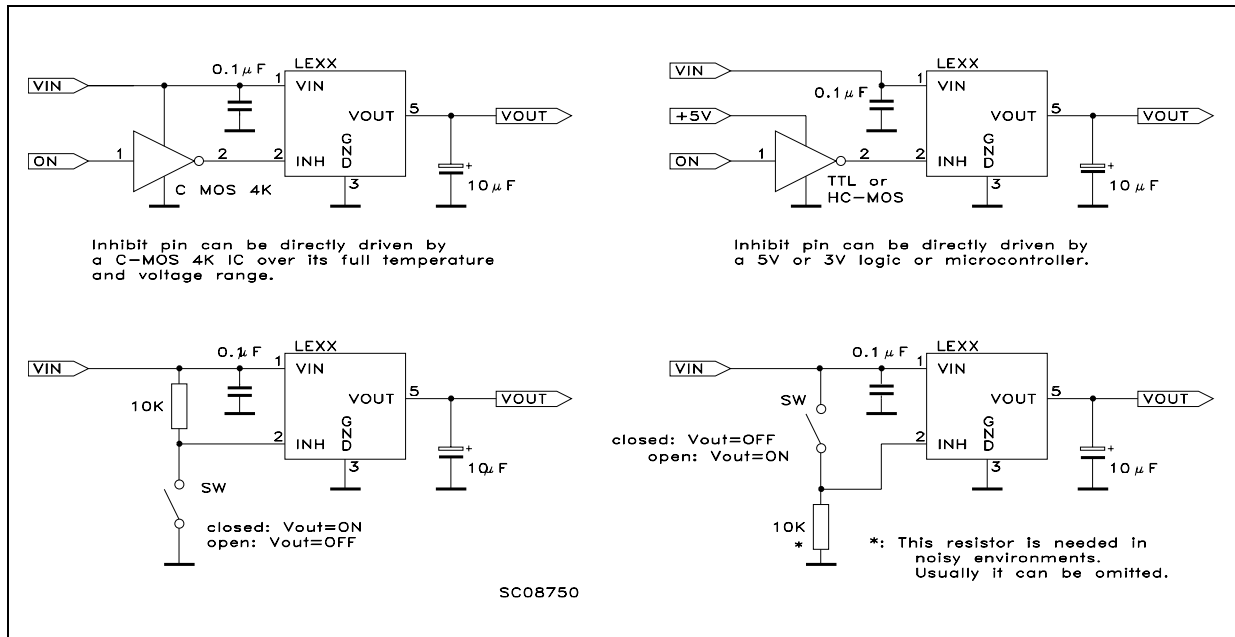 LEXX
0.1µF
VIN
1
VIN
VOUT
5
VOUT
ON
1
2
2
INH
GND
3
+
10µF
C MOS 4K
Inhibit pin can be directly driven by
a C-MOS 4K IC over its full temperature
and voltage range.
LEXX
VIN
1
VIN
0.1µF
+5V
VOUT
5
VOUT
ON
1
2
2
INH
GND
3
+
10µF
TTL or
HC-MOS
Inhibit pin can be directly driven by
a 5V or 3V logic or microcontroller.
LEXX
0.1µF
VIN
1
VIN
10K
VOUT
5
VOUT
2
INH
GND
3
+
10µF
SW
closed: Vout=ON
open: Vout=OFF
LEXX
0.1µF
VIN
1
VIN
SW
VOUT
5
VOUT
closed: Vout=OFF
open: Vout=ON
2
INH
GND
3
+
10µF
10K
*
*: This resistor is needed in
noisy environments.
Usually it can be omitted.
SC08750